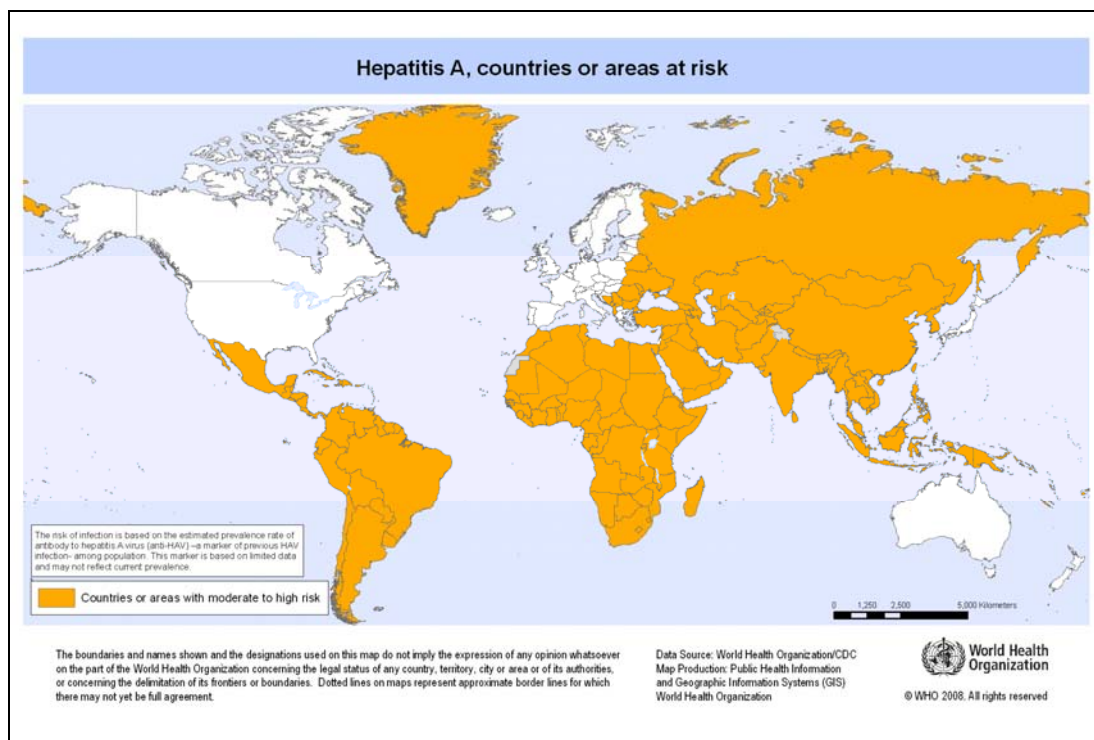 Hepatitis A, countries or areas at risk
The risk of infection is based on the estimated prevalence rate of
antibody to hepatitis A virus (anti-HAV) –a marker of previous HAV
infection- among population. This marker is based on limited data
and may not reflect current prevalence.
Countries or areas with moderate to high risk
0 1,250 2,500 5,000 Kilometers
The boundaries and names shown and the designations used on this map do not imply the expression of any opinion whatsoever
on the part of the World Health Organization concerning the legal status of any country, territory, city or area or of its authorities,
or concerning the delimitation of its frontiers or boundaries. Dotted lines on maps represent approximate border lines for which
there may not yet be full agreement.
Data Source: World Health Organization/CDC
Map Production: Public Health Information
and Geographic Information Systems (GIS)
World Health Organization
World Health
Organization
© WHO 2008. All rights reserved